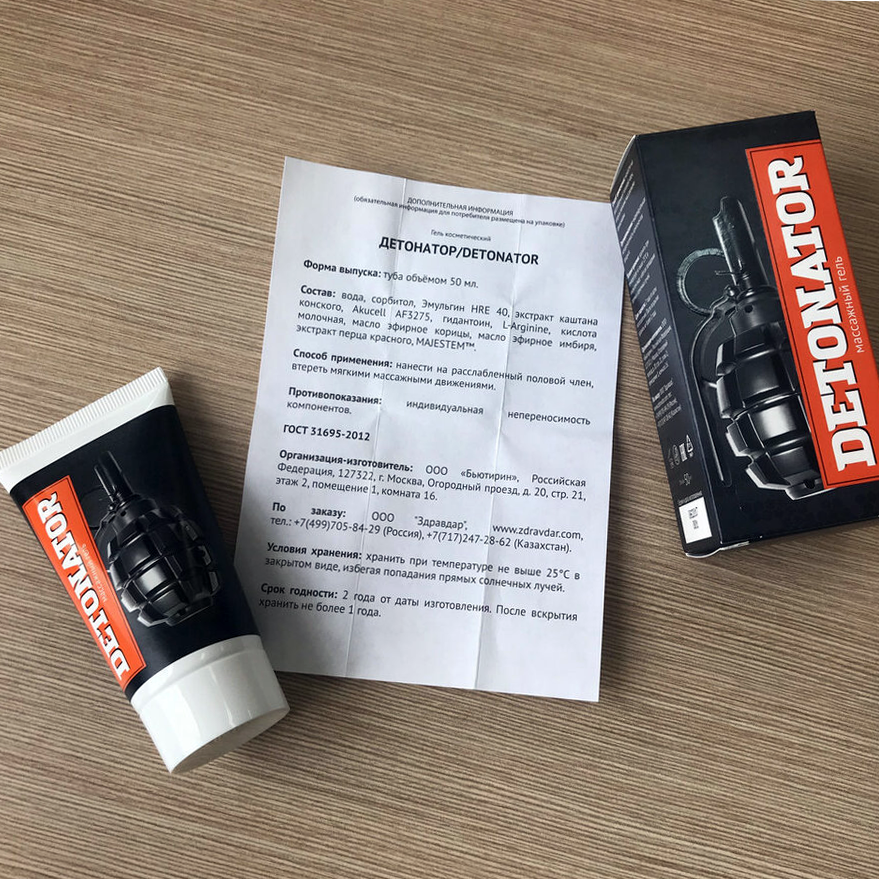 ДОПОЛНИТЕЛЬНАЯ ИНФОРМАЦИЯ
(обязательная информация для потребителя размещена на упаковке)
Гель косметический
ДЕТОНАТОР/DETONATOR
Форма выпуска: туба объёмом 50 мл.
Состав: вода, сорбитол, Эмульгин HRE 40, экстракт каштана
конского, Akucell AF3275, гидантоин, L-Arginine, кислота
молочная, масло эфирное корицы, масло эфирное имбиря,
экстракт перца красного, MAJESTEM™.
Способ применения: нанести на расслабленный половой член,
втереть мягкими массажными движениями.
Противопоказания: индивидуальная непереносимость
компонентов.
ГОСТ 31695-2012
Организация-изготовитель: ООО «Бьютирин», Российская
Федерация, 127322, г. Москва, Огородный проезд, д. 20, стр. 21,
этаж 2, помещение 1, комната 16.
По заказу: ООО "Здравдар", www.zdravdar.com,
тел.: +7(499)705-84-29 (Россия), +7(717)247-28-62 (Казахстан).
Условия хранения: хранить при температуре не выше 25°C в
закрытом виде, избегая попадания прямых солнечных лучей.
Срок годности: 2 года от даты изготовления. После вскрытия
хранить не более 1 года.
DETONATOR
массажный гель
DETONATOR
массажный гель